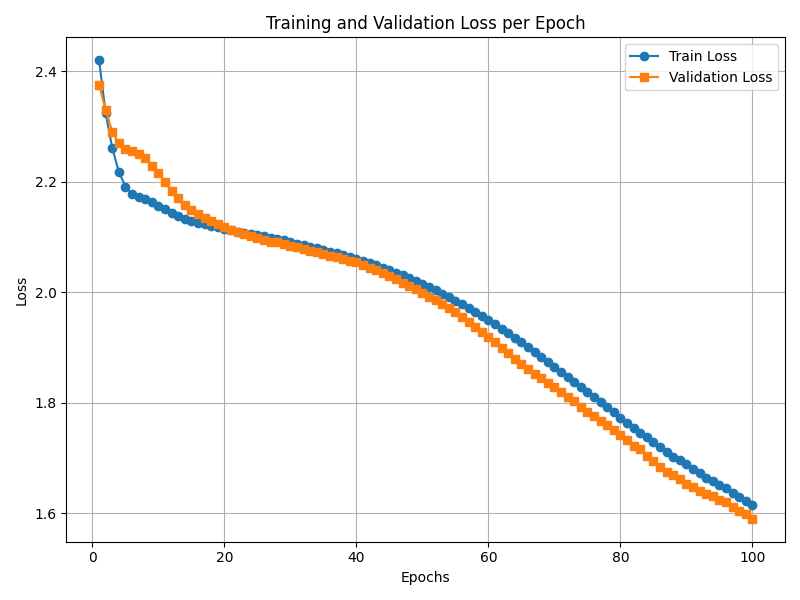 Training and Validation Loss per Epoch
Train Loss
Validation Loss
Loss
2.4
2.2
2.0
1.8
1.6
0 20 40 60 80 100
Epochs